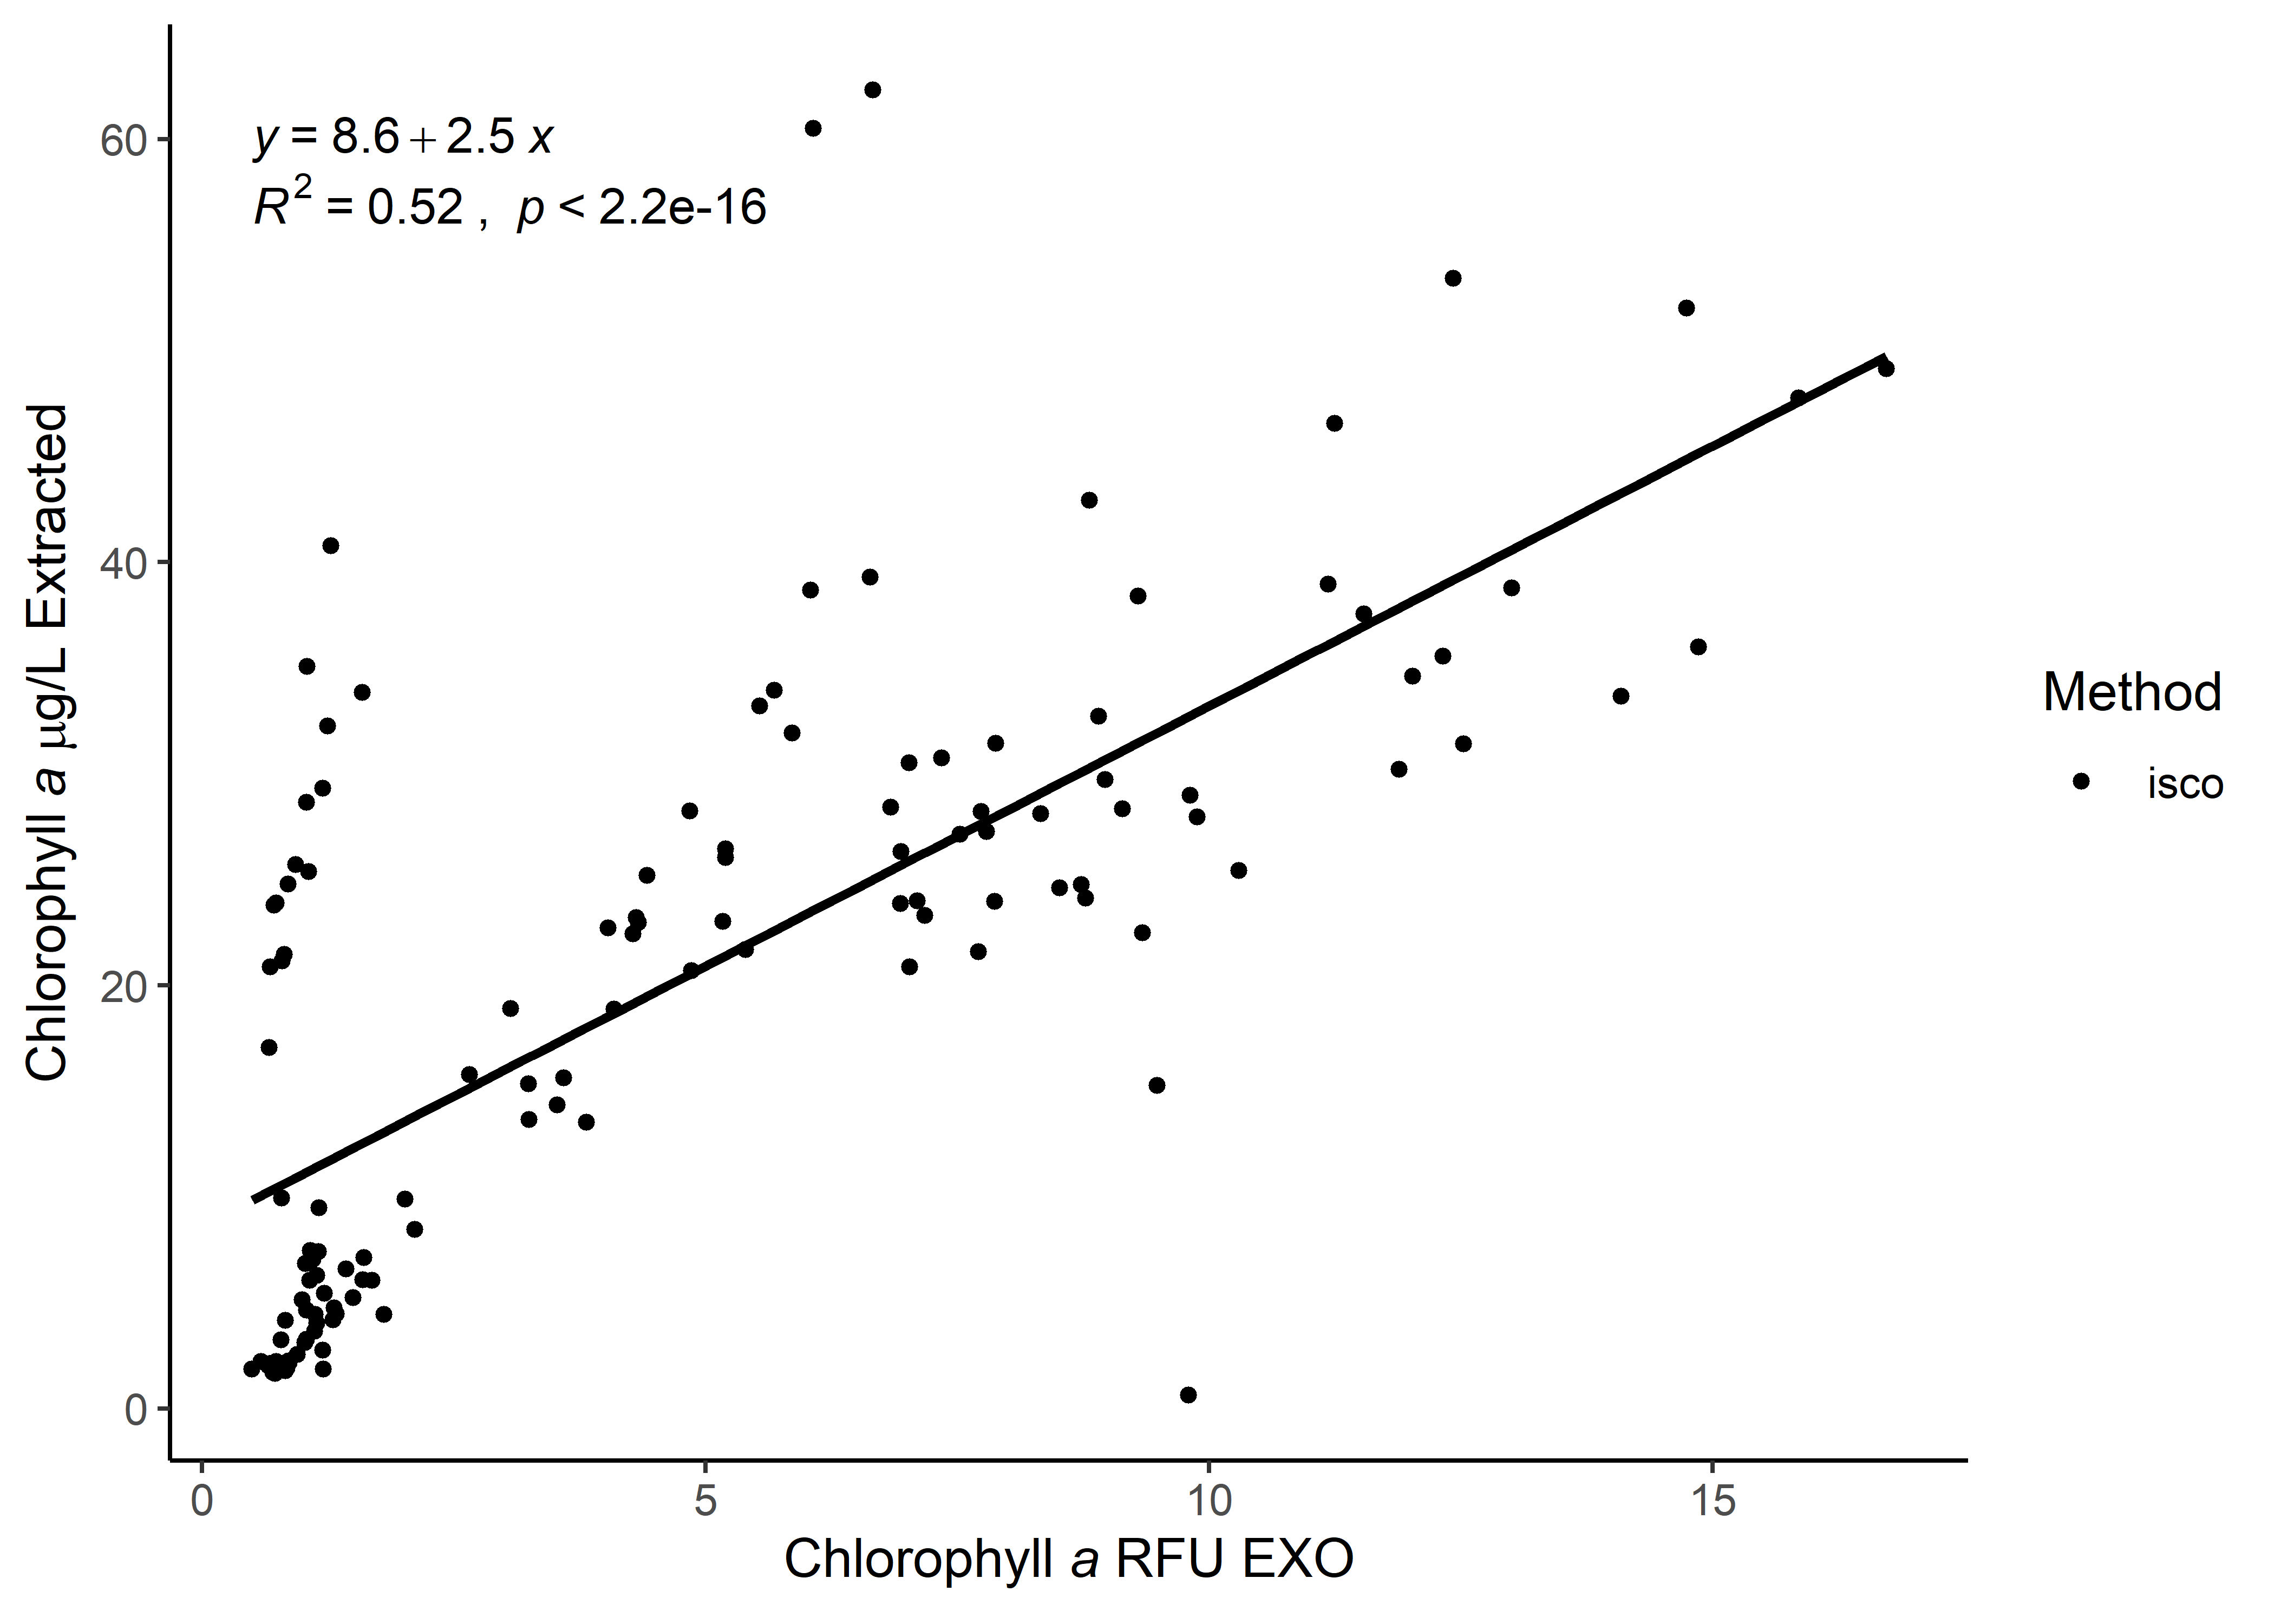 y = 8.6 + 2.5 x
R² = 0.52 , p < 2.2e-16
60
40
20
0
Chlorophyll a µg/L Extracted
0 5 10 15
Chlorophyll a RFU EXO
Method
isco